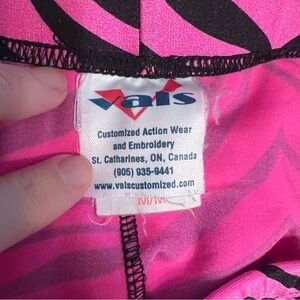 Vals
Customized Action Wear
and Embroidery
St. Catharines, ON, Canada
(905) 935-9441
www.valscustomized.com
M/M